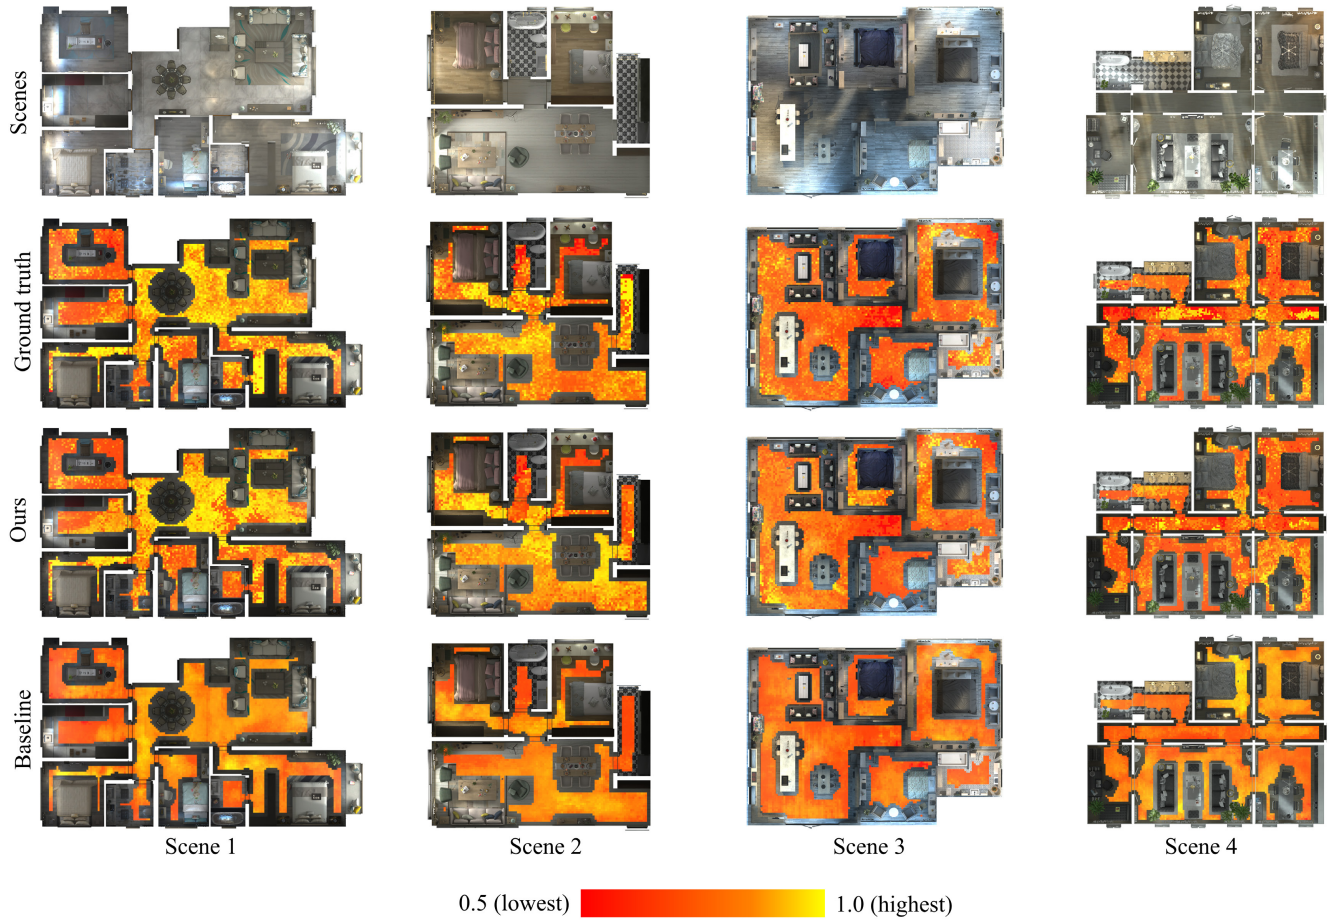 Scenes
Ground truth
Ours
Baseline
Scene 1
Scene 2
Scene 3
Scene 4
0.5 (lowest)
1.0 (highest)